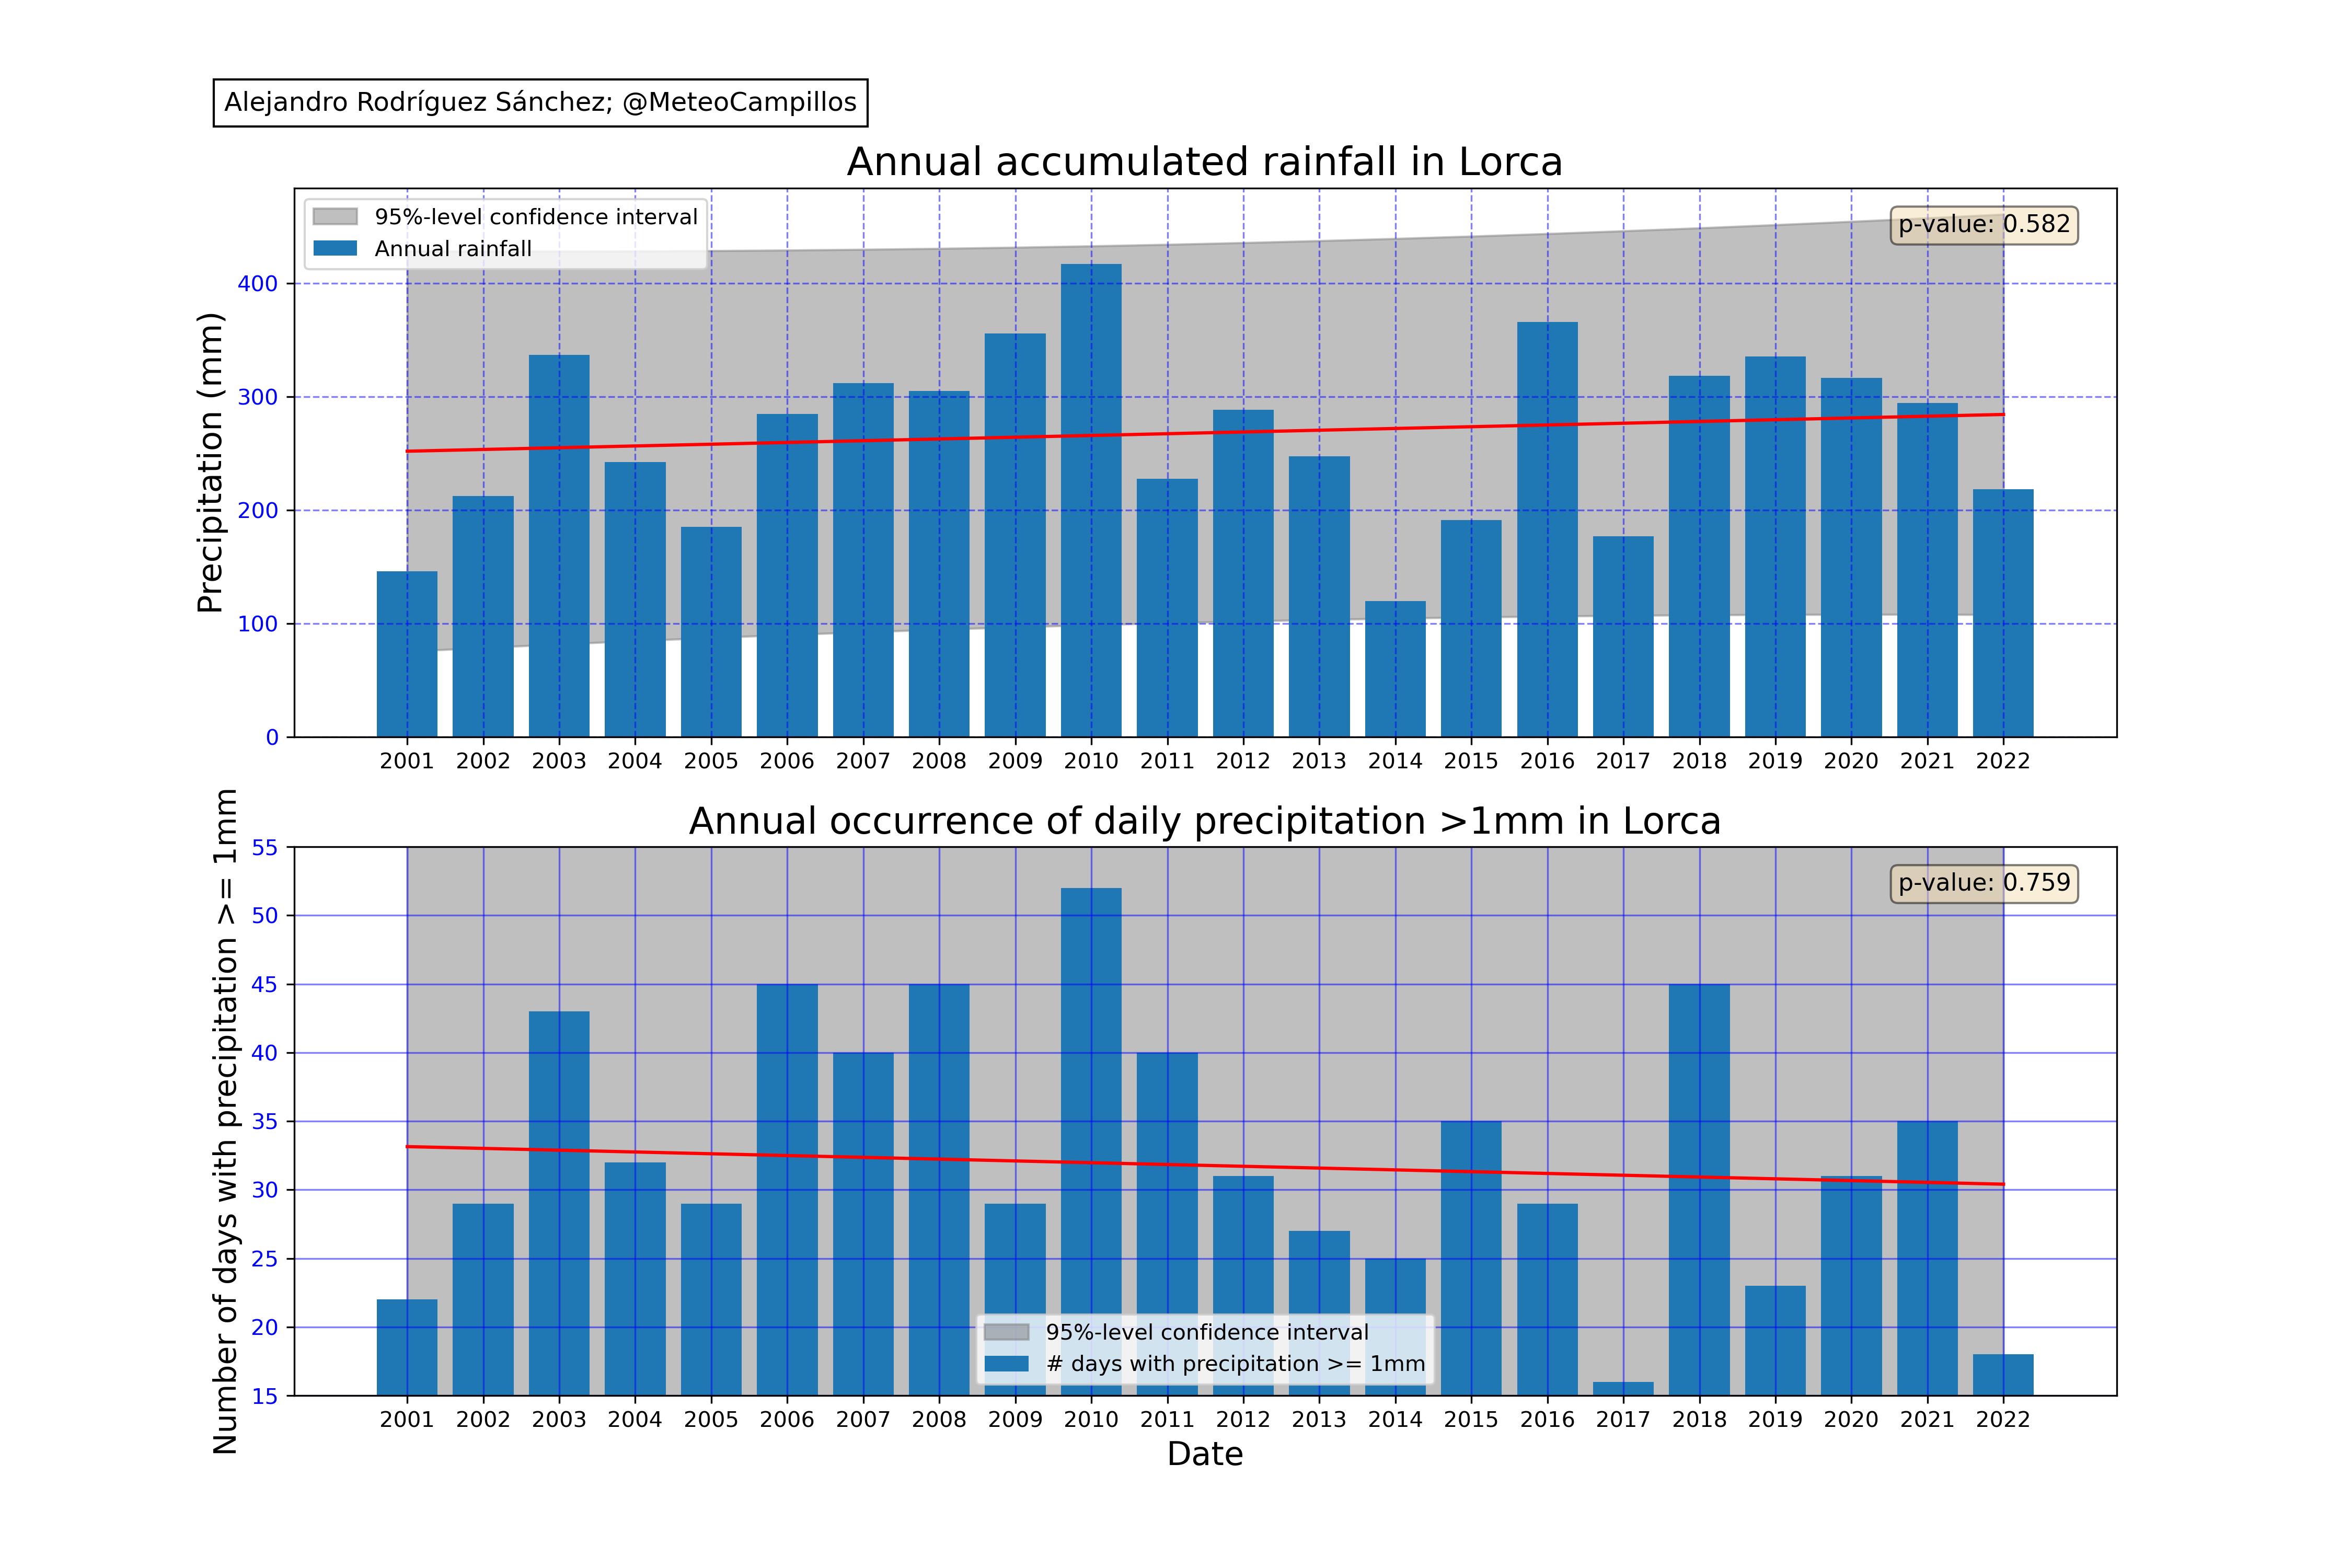 Alejandro Rodríguez Sánchez; @MeteoCampillos
Annual accumulated rainfall in Lorca
95%-level confidence interval
Annual rainfall
p-value: 0.582
Precipitation (mm)
400
300
200
100
0
2001 2002 2003 2004 2005 2006 2007 2008 2009 2010 2011 2012 2013 2014 2015 2016 2017 2018 2019 2020 2021 2022
Annual occurrence of daily precipitation >1mm in Lorca
p-value: 0.759
Number of days with precipitation >= 1mm
55
50
45
40
35
30
25
20
15
95%-level confidence interval
# days with precipitation >= 1mm
2001 2002 2003 2004 2005 2006 2007 2008 2009 2010 2011 2012 2013 2014 2015 2016 2017 2018 2019 2020 2021 2022
Date